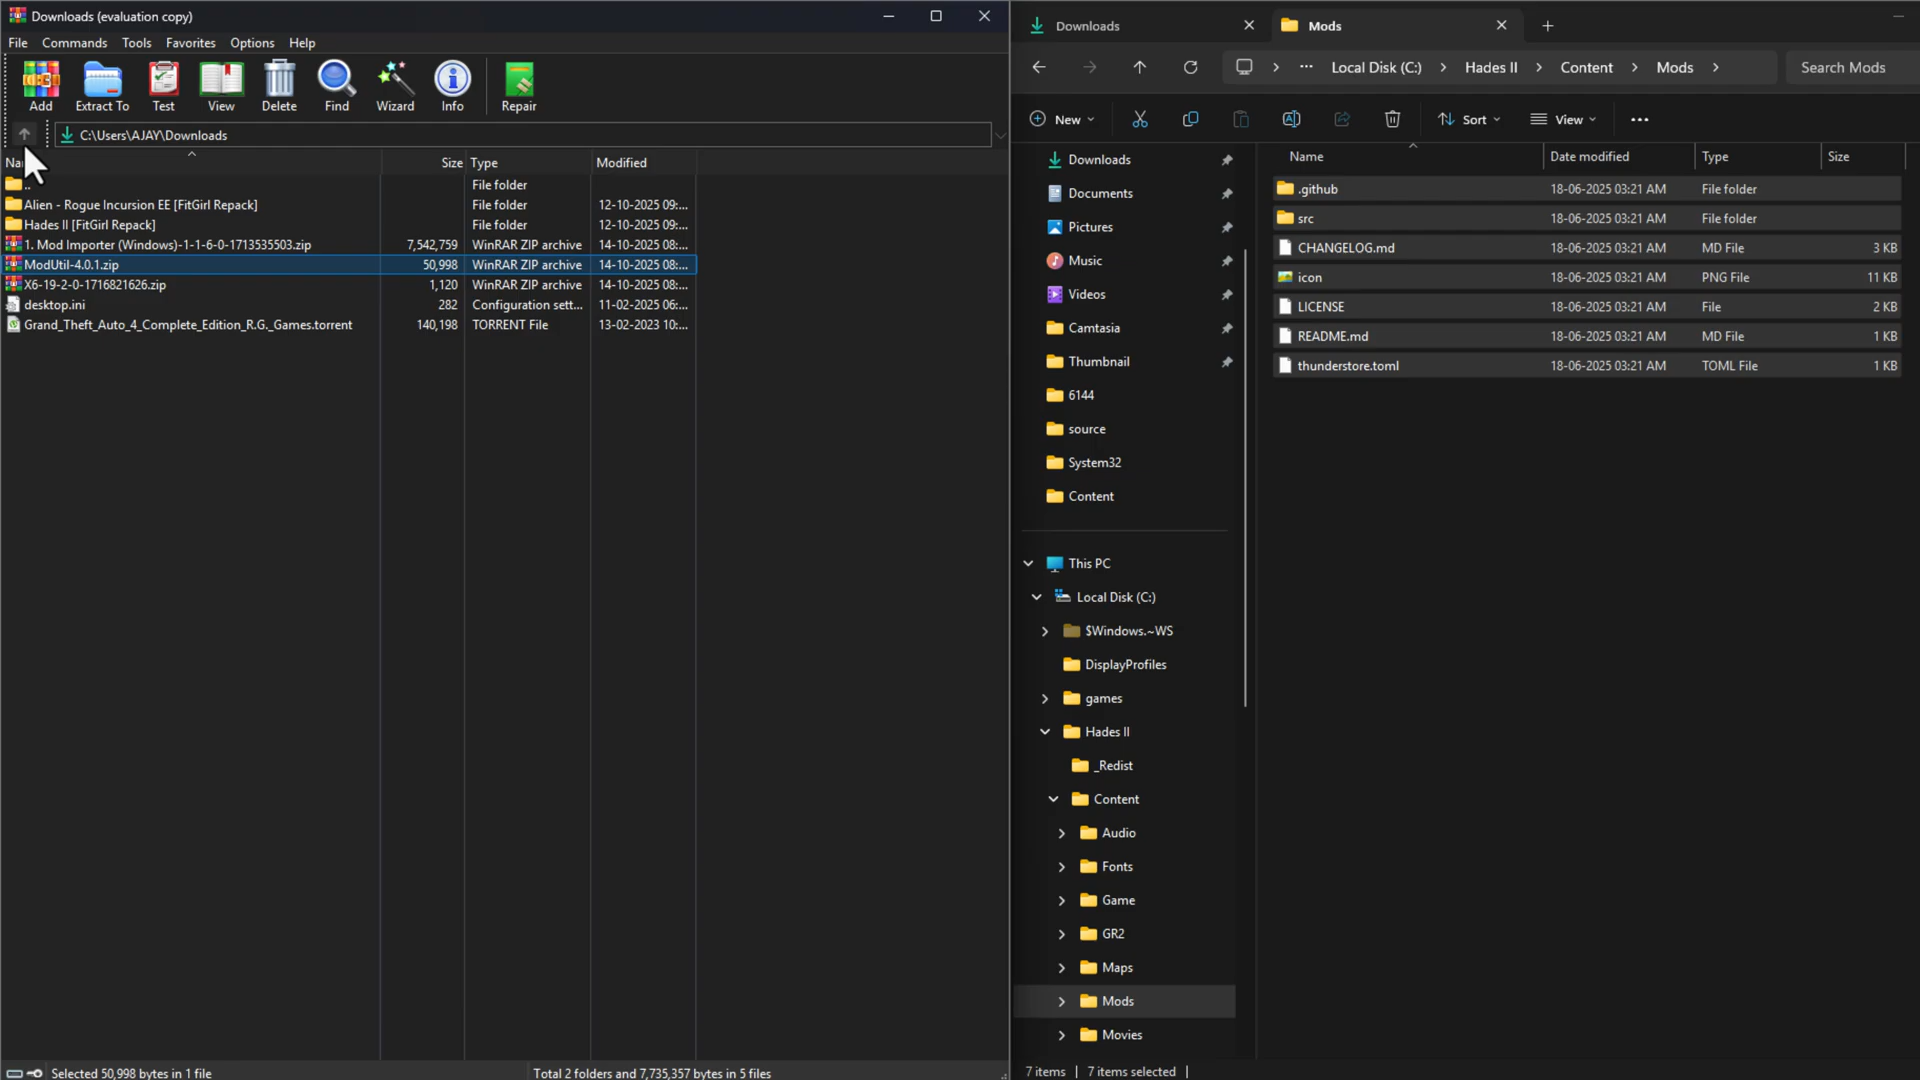 Downloads (evaluation copy)
File Commands Tools Favorites Options Help
Add Extract To Test View Delete Find Wizard Info Repair
C:\Users\AJAY\Downloads
Size Type Modified
.. File folder
Alien - Rogue Incursion EE [FitGirl Repack] File folder 12-10-2025 09:...
Hades II [FitGirl Repack] File folder 12-10-2025 09:...
1. Mod Importer (Windows)-1-1-6-0-1713535503.zip 7,542,759 WinRAR ZIP archive 14-10-2025 08:...
ModUtil-4.0.1.zip 50,998 WinRAR ZIP archive 14-10-2025 08:...
X6-19-2-0-1716821626.zip 1,120 WinRAR ZIP archive 14-10-2025 08:...
desktop.ini 282 Configuration sett... 11-02-2025 06:...
Grand_Theft_Auto_4_Complete_Edition_R.G._Games.torrent 140,198 TORRENT File 13-02-2023 10:...
Selected 50,998 bytes in 1 file Total 2 folders and 7,735,357 bytes in 5 files
Downloads Mods
··· Local Disk (C:) Hades II Content Mods Search Mods
New Sort View
Downloads
Documents
Pictures
Music
Videos
Camtasia
Thumbnail
6144
source
System32
Content
This PC
Local Disk (C:)
$Windows.~WS
DisplayProfiles
games
Hades II
_Redist
Content
Audio
Fonts
Game
GR2
Maps
Mods
Movies
Name Date modified Type Size
.github 18-06-2025 03:21 AM File folder
src 18-06-2025 03:21 AM File folder
CHANGELOG.md 18-06-2025 03:21 AM MD File 3 KB
icon 18-06-2025 03:21 AM PNG File 11 KB
LICENSE 18-06-2025 03:21 AM File 2 KB
README.md 18-06-2025 03:21 AM MD File 1 KB
thunderstore.toml 18-06-2025 03:21 AM TOML File 1 KB
7 items 7 items selected